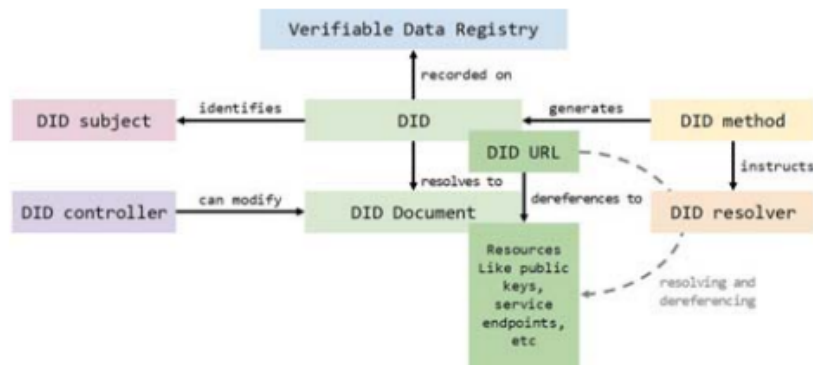 Verifiable Data Registry
recorded on
identifies
generates
DID subject
DID
DID method
DID URL
resolves to
instructs
can modify
dereferences to
DID controller
DID Document
DID resolver
Resources
Like public
keys,
service
endpoints,
etc
resolving and
dereferencing